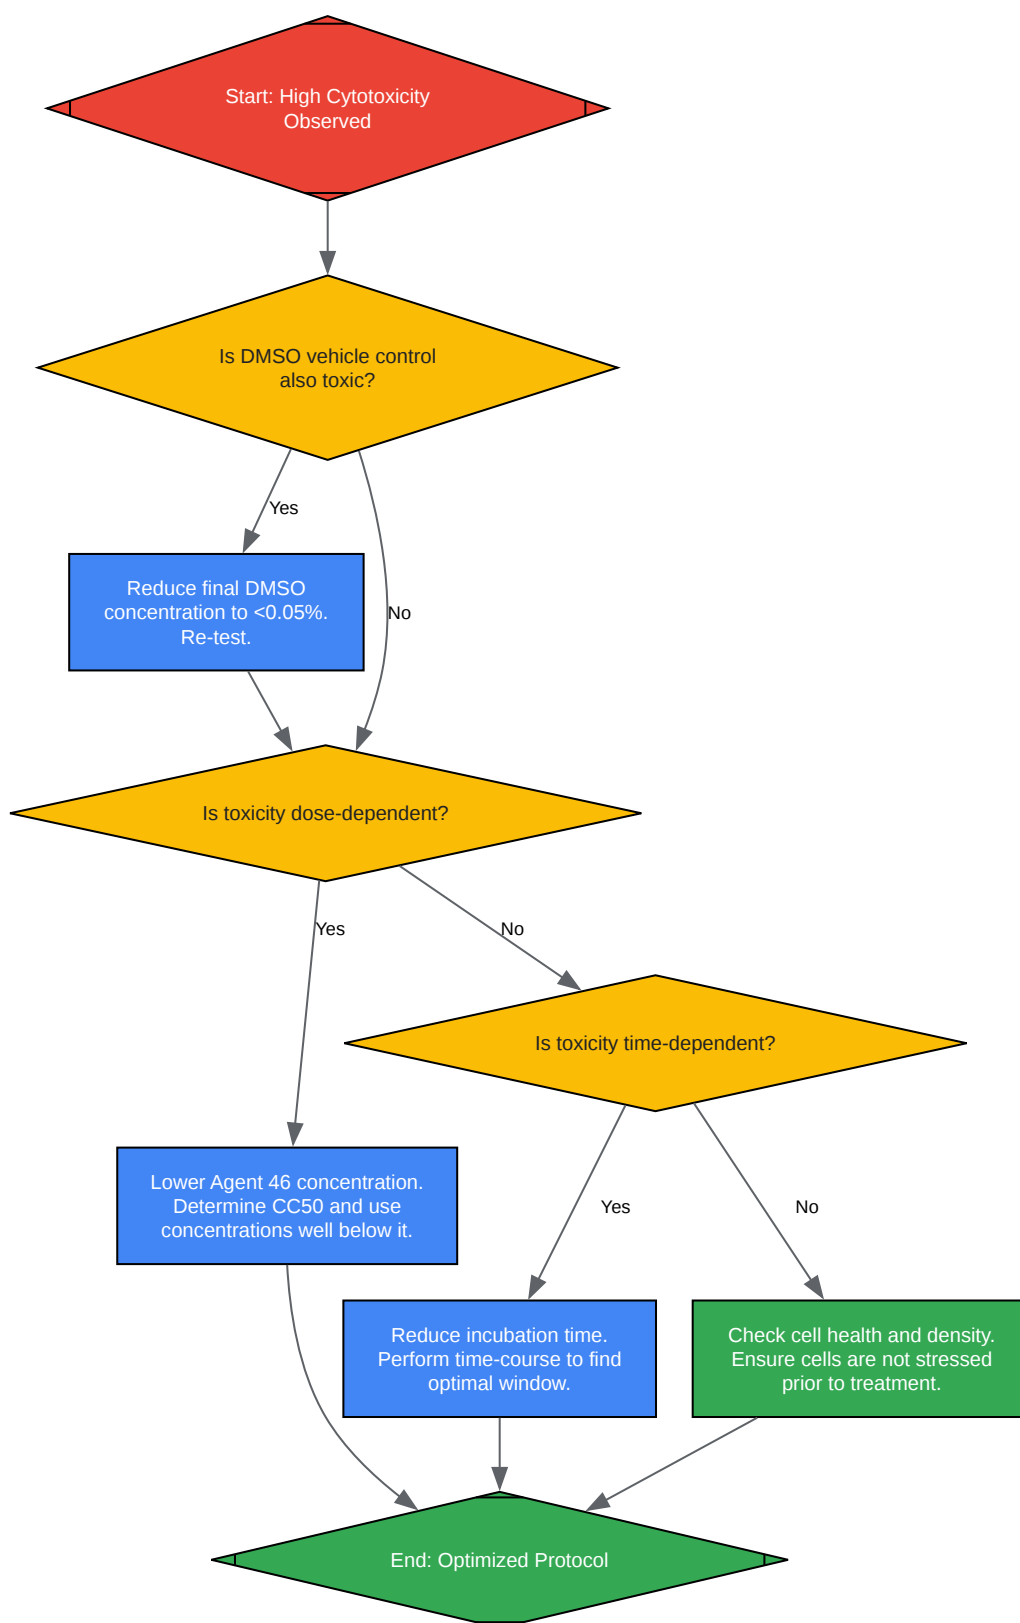 Start: High Cytotoxicity
Observed
Is DMSO vehicle control
also toxic?
Yes
No
Reduce final DMSO
concentration to <0.05%.
Re-test.
Is toxicity dose-dependent?
Yes
No
Is toxicity time-dependent?
Lower Agent 46 concentration.
Determine CC50 and use
concentrations well below it.
Yes
No
Reduce incubation time.
Perform time-course to find
optimal window.
Check cell health and density.
Ensure cells are not stressed
prior to treatment.
End: Optimized Protocol